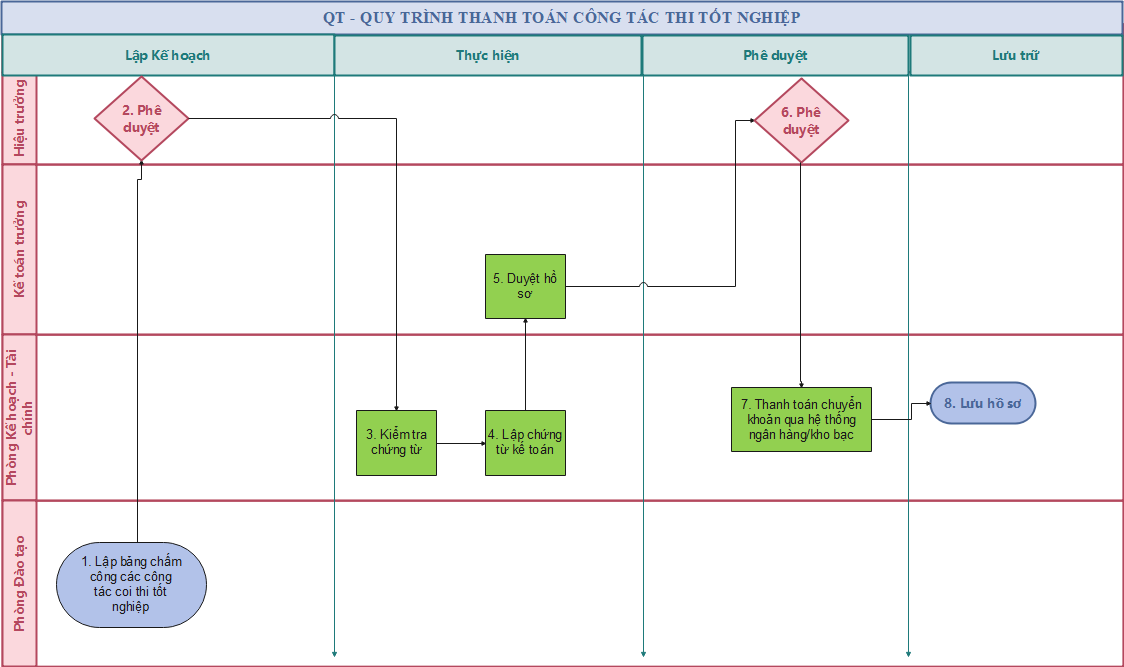 QT - QUY TRÌNH THANH TOÁN CÔNG TÁC THI TỐT NGHIỆP
Lập Kế hoạch
Thực hiện
Phê duyệt
Lưu trữ
Hiệu trưởng
2. Phê
duyệt
6. Phê
duyệt
Kế toán trưởng
5. Duyệt hồ
sơ
Phòng Kế hoạch - Tài
chính
3. Kiểm tra
chứng từ
4. Lập chứng
từ kế toán
7. Thanh toán chuyển
khoản qua hệ thống
ngân hàng/kho bạc
8. Lưu hồ sơ
Phòng Đào tạo
1. Lập bảng chấm
công các công
tác coi thi tốt
nghiệp